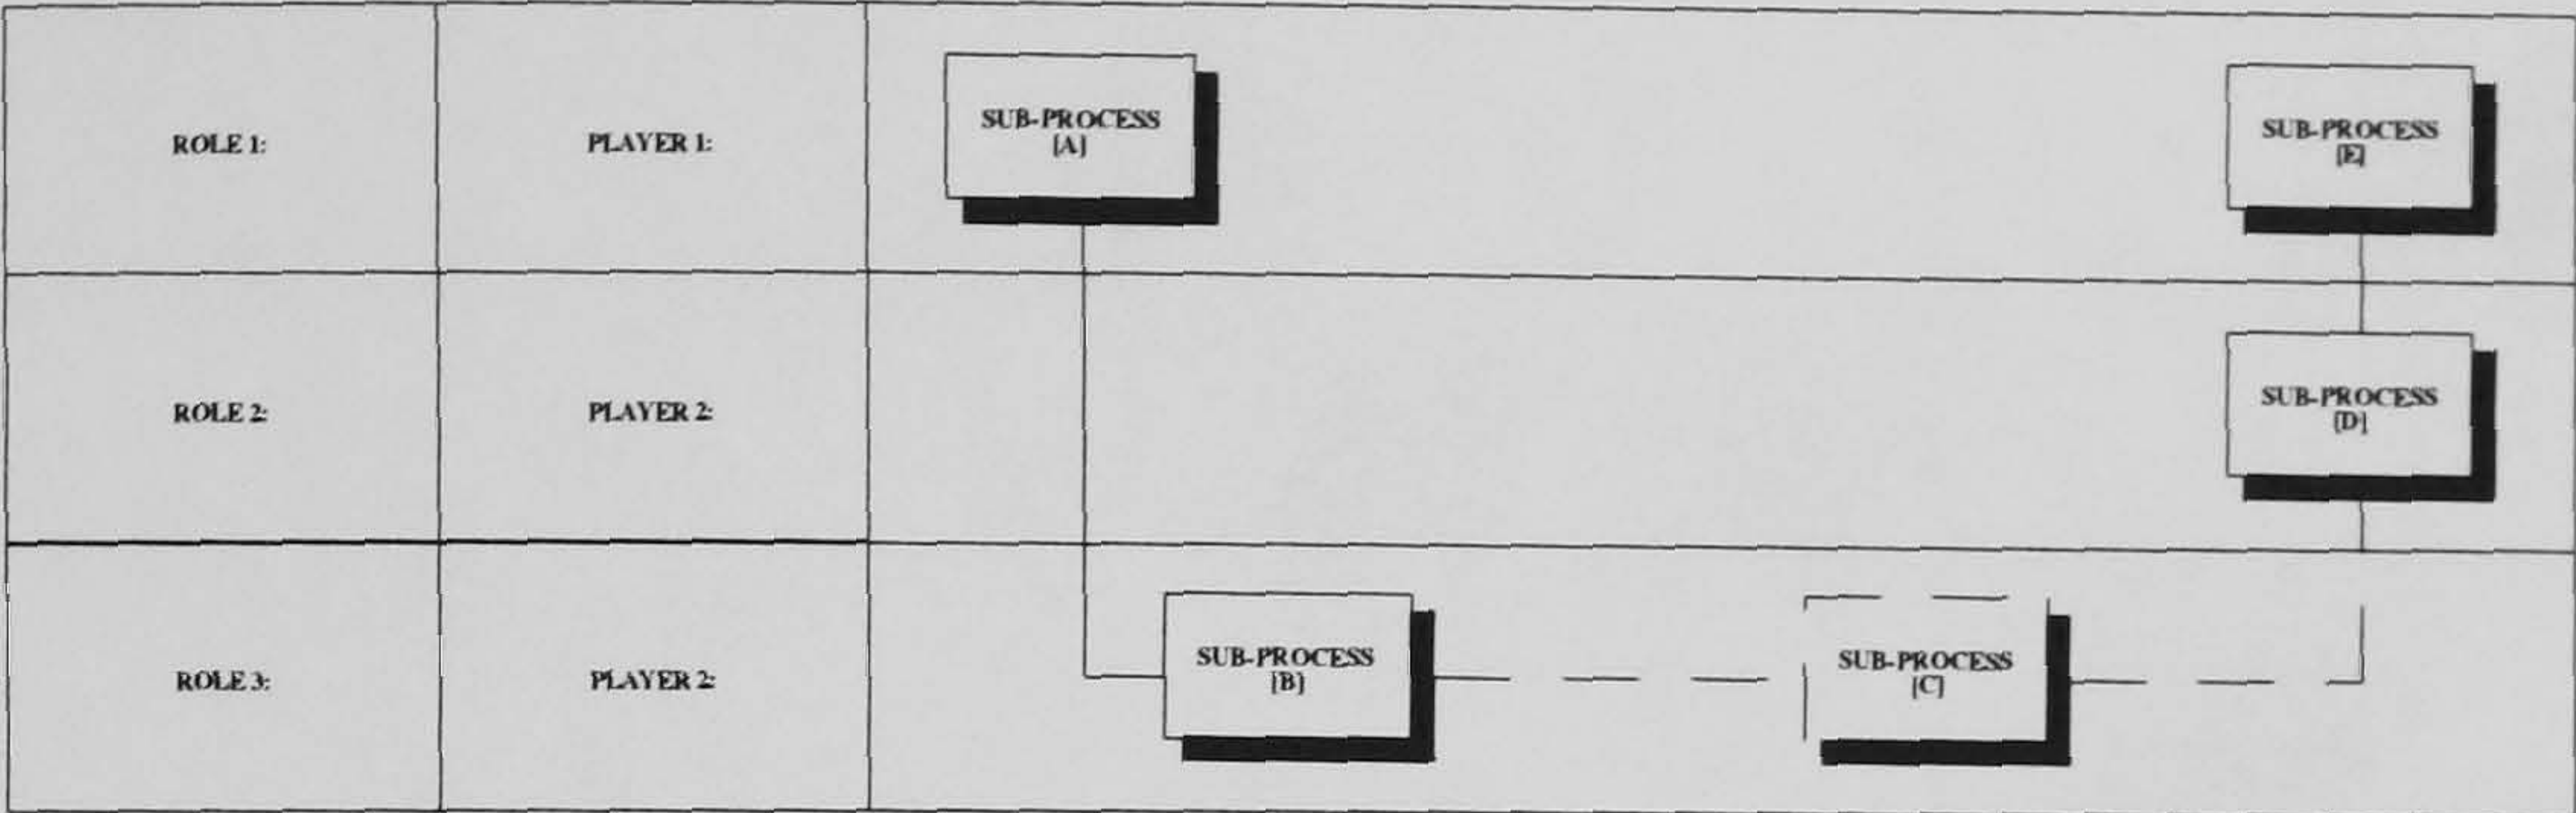 ROLE 1:
PLAYER 1:
SUB-PROCESS
[A]
SUB-PROCESS
[E]
ROLE 2:
PLAYER 2:
SUB-PROCESS
[D]
ROLE 3:
PLAYER 2:
SUB-PROCESS
[B]
SUB-PROCESS
[C]